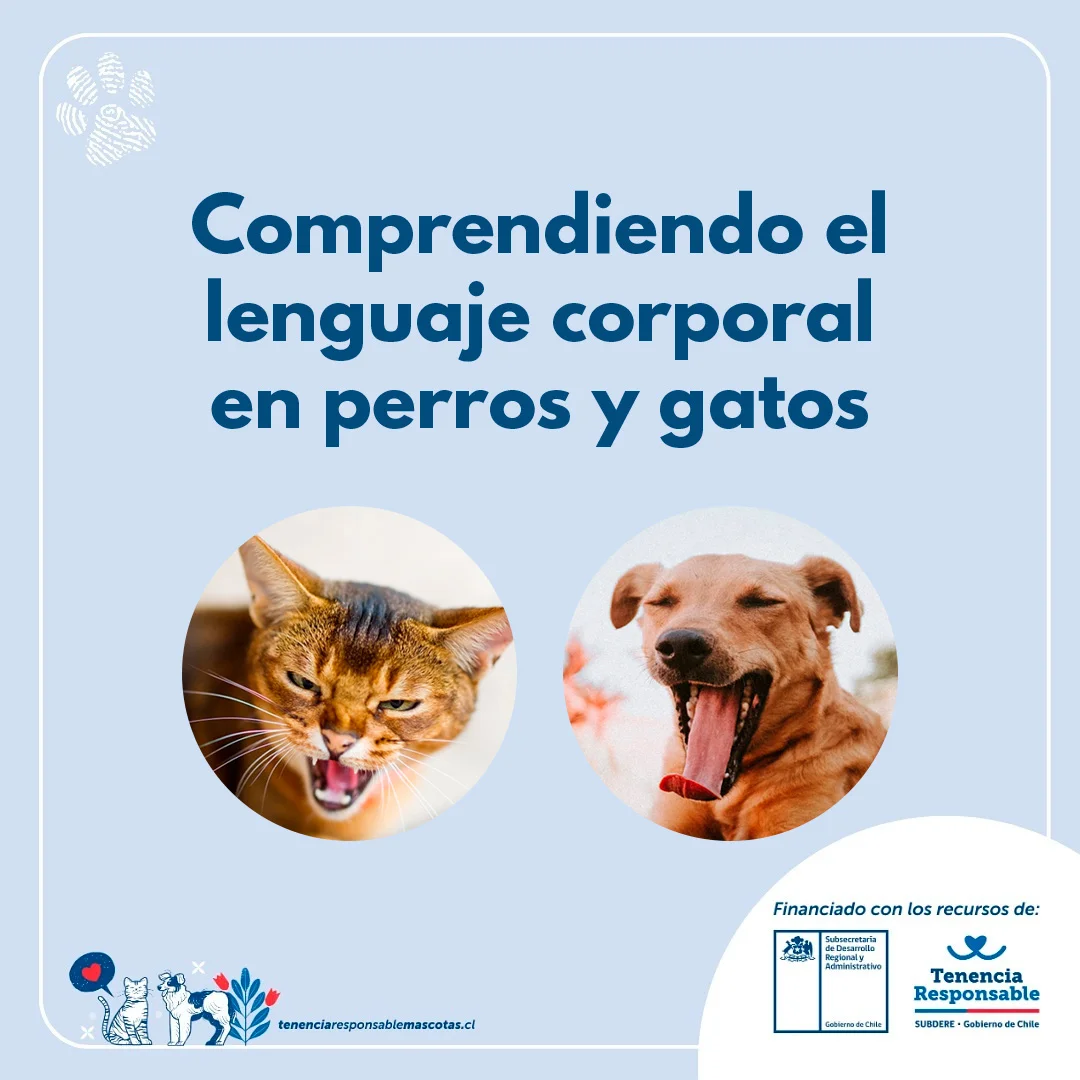 Comprendiendo el
lenguaje corporal
en perros y gatos
Financiado con los recursos de:
Subsecretaría
de Desarrollo
Regional y
Administrativo
Gobierno de Chile
Tenencia
Responsable
SUBDERE • Gobierno de Chile
tenenciaresponsablemascotas.cl